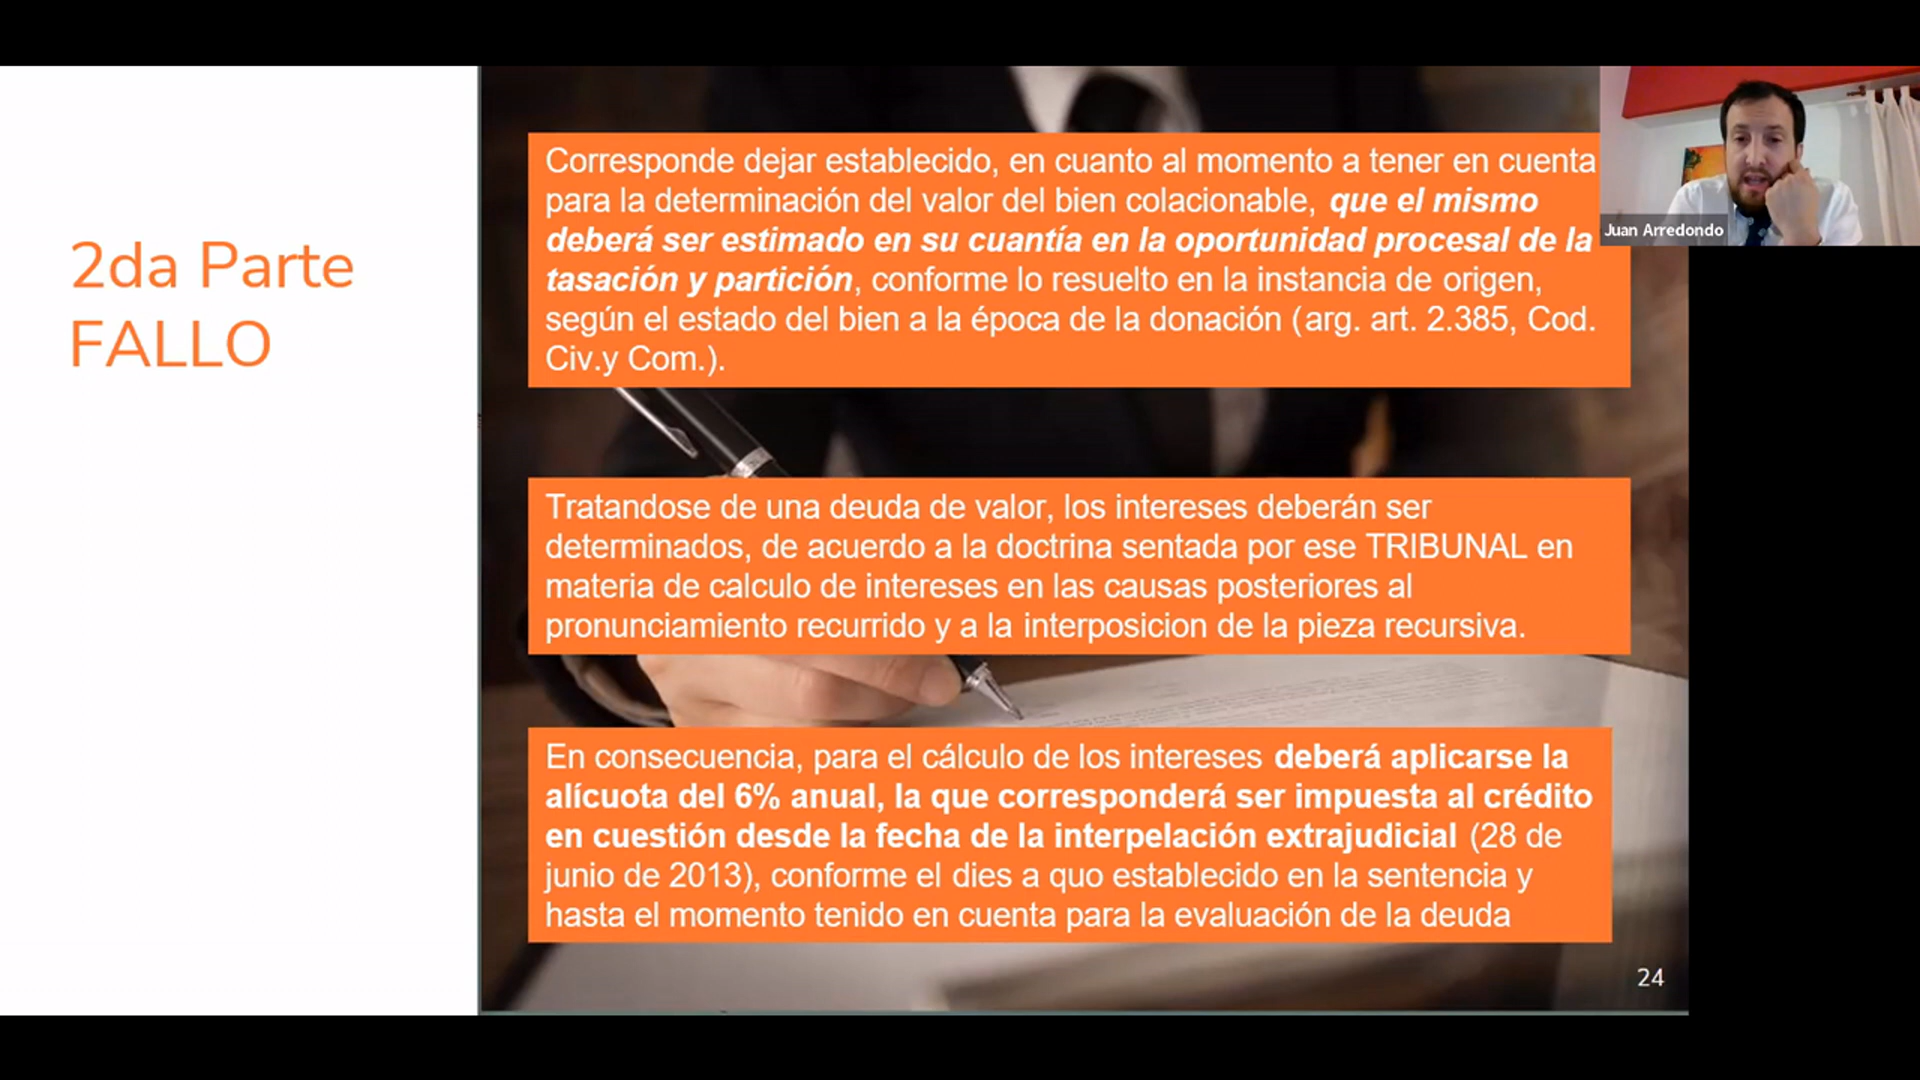 2da Parte
FALLO
Corresponde dejar establecido, en cuanto al momento a tener en cuenta
para la determinación del valor del bien colacionable, que el mismo
deberá ser estimado en su cuantía en la oportunidad procesal de la
tasación y partición, conforme lo resuelto en la instancia de origen,
según el estado del bien a la época de la donación (arg. art. 2.385, Cod.
Civ.y Com.).
Tratandose de una deuda de valor, los intereses deberán ser
determinados, de acuerdo a la doctrina sentada por ese TRIBUNAL en
materia de calculo de intereses en las causas posteriores al
pronunciamiento recurrido y a la interposicion de la pieza recursiva.
En consecuencia, para el cálculo de los intereses deberá aplicarse la
alícuota del 6% anual, la que corresponderá ser impuesta al crédito
en cuestión desde la fecha de la interpelación extrajudicial (28 de
junio de 2013), conforme el dies a quo establecido en la sentencia y
hasta el momento tenido en cuenta para la evaluación de la deuda
24
Juan Arredondo